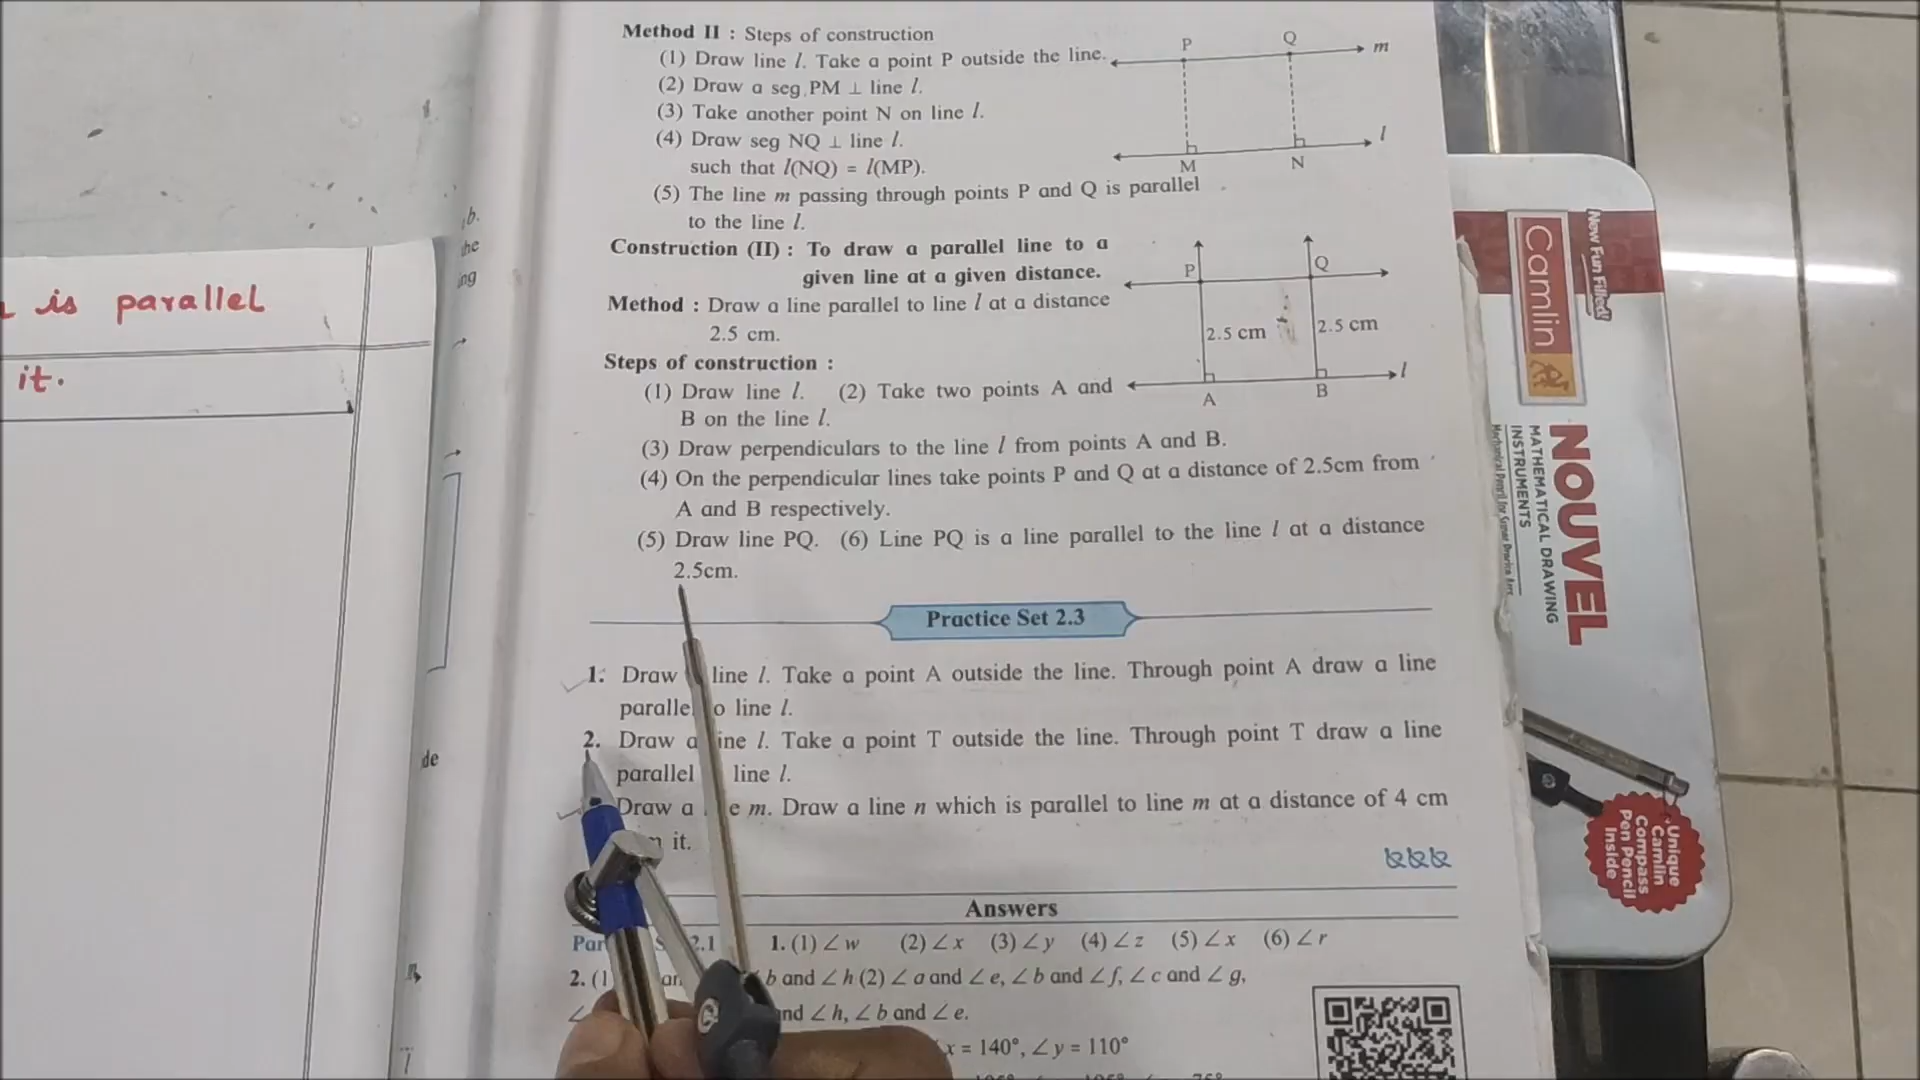 Method II : Steps of construction
(1) Draw line l. Take a point P outside the line.
(2) Draw a seg PM ⊥ line l.
(3) Take another point N on line l.
(4) Draw seg NQ ⊥ line l.
such that l(NQ) = l(MP).
(5) The line m passing through points P and Q is parallel
to the line l.
P
Q
m
l
M
N
Construction (II) : To draw a parallel line to a
given line at a given distance.
Method : Draw a line parallel to line l at a distance
2.5 cm.
Steps of construction :
(1) Draw line l. (2) Take two points A and
B on the line l.
P
Q
2.5 cm
2.5 cm
l
A
B
(3) Draw perpendiculars to the line l from points A and B.
(4) On the perpendicular lines take points P and Q at a distance of 2.5cm from
A and B respectively.
(5) Draw line PQ. (6) Line PQ is a line parallel to the line l at a distance
2.5cm.
Practice Set 2.3
1. Draw line l. Take a point A outside the line. Through point A draw a line
paralle o line l.
2. Draw a ine l. Take a point T outside the line. Through point T draw a line
parallel line l.
Draw a e m. Draw a line n which is parallel to line m at a distance of 4 cm
it.
Answers
2.1 1. (1) ∠w (2) ∠x (3) ∠y (4) ∠z (5) ∠x (6) ∠r
2. (1 b and ∠h (2) ∠a and ∠e, ∠b and ∠f, ∠c and ∠g,
nd ∠h, ∠b and ∠e.
x = 140°, ∠y = 110°
is parallel
it.
b.
he
ing
de
New Fun Filled!
Camlin
NOUVEL
MATHEMATICAL DRAWING
INSTRUMENTS
Unique
Camlin
Compass
Pen Pencil
Inside